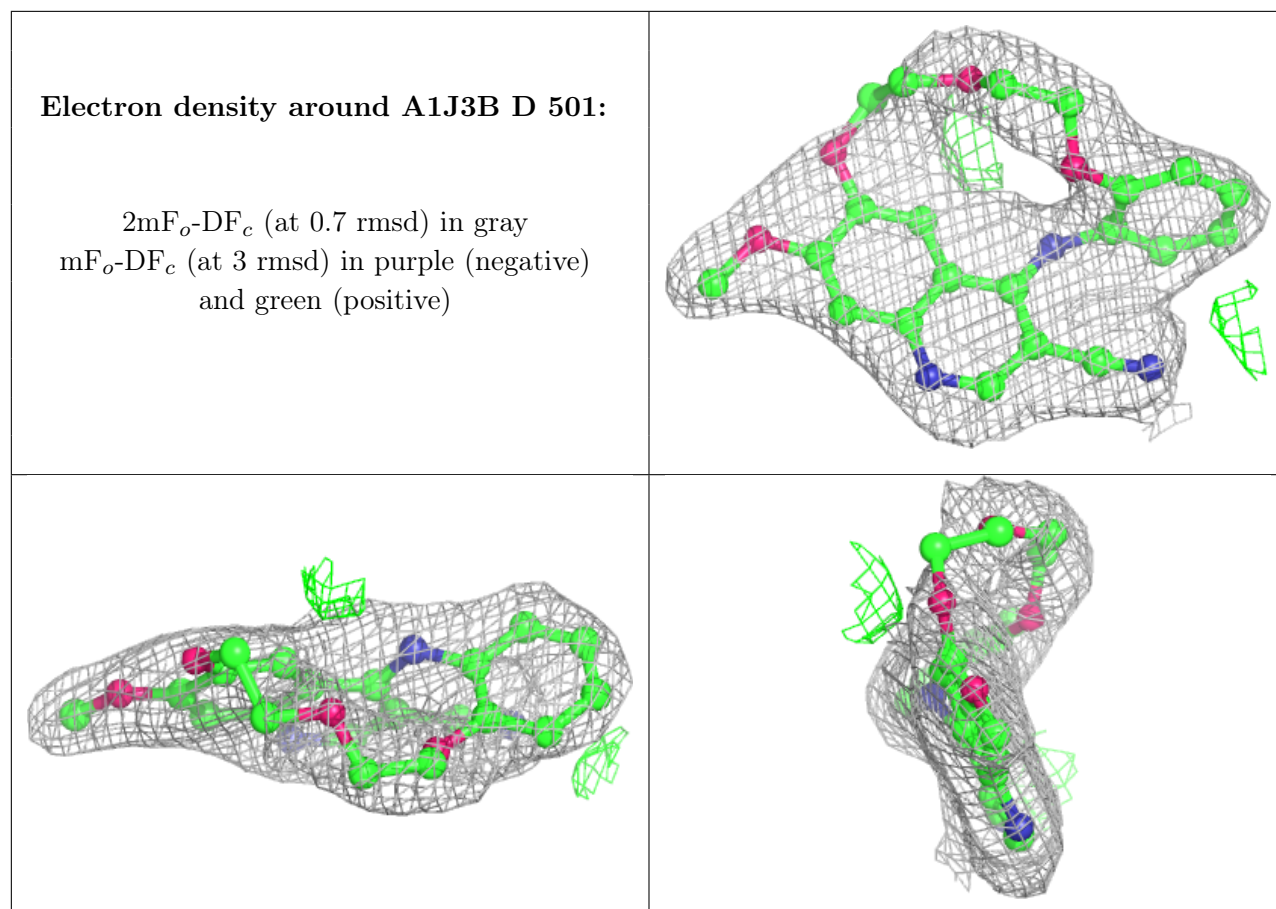 Electron density around A1J3B D 501:
2mFo-DFc (at 0.7 rmsd) in gray
mFo-DFc (at 3 rmsd) in purple (negative)
and green (positive)